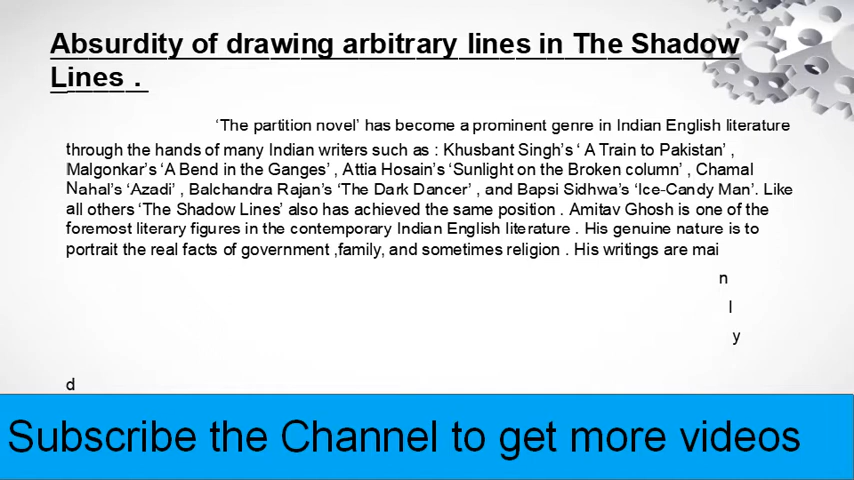 Absurdity of drawing arbitrary lines in The Shadow
Lines .
‘The partition novel’ has become a prominent genre in Indian English literature
through the hands of many Indian writers such as : Khusbant Singh’s ‘ A Train to Pakistan’ ,
Malgonkar’s ‘A Bend in the Ganges’ , Attia Hosain’s ‘Sunlight on the Broken column’ , Chamal
Nahal’s ‘Azadi’ , Balchandra Rajan’s ‘The Dark Dancer’ , and Bapsi Sidhwa’s ‘Ice-Candy Man’. Like
all others ‘The Shadow Lines’ also has achieved the same position . Amitav Ghosh is one of the
foremost literary figures in the contemporary Indian English literature . His genuine nature is to
portrait the real facts of government ,family, and sometimes religion . His writings are mai
n
l
y
d
Subscribe the Channel to get more videos